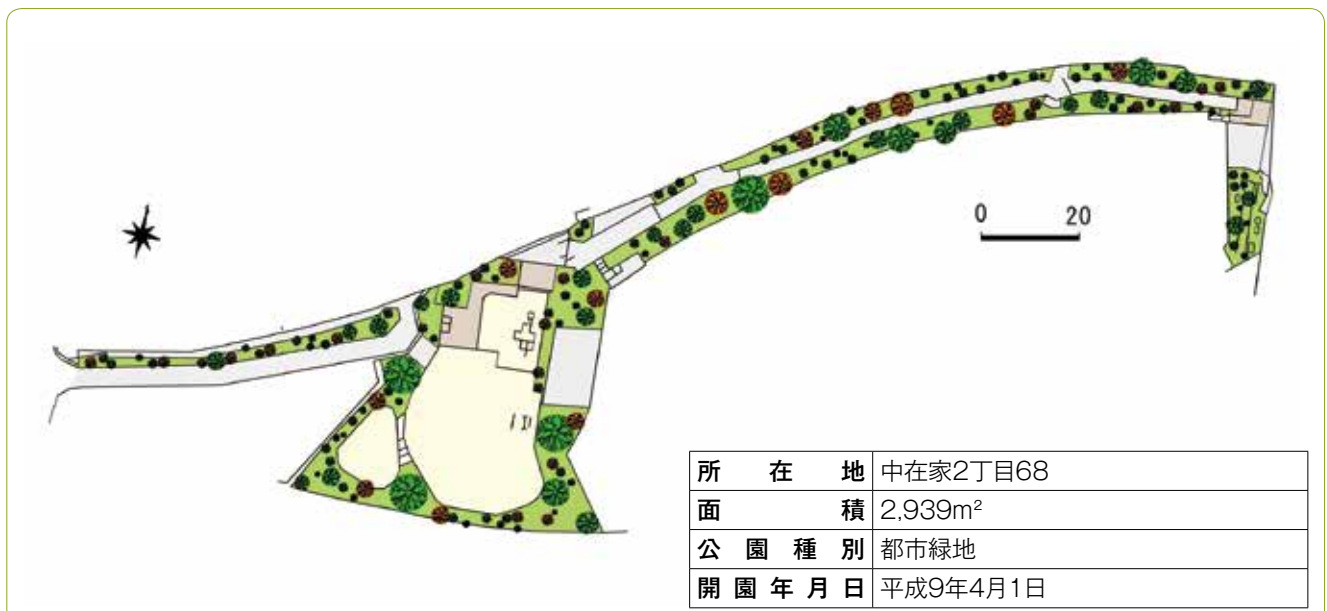 0 20
所在地 中在家2丁目68
面積 2,939m²
公園種別 都市緑地
開園年月日 平成9年4月1日